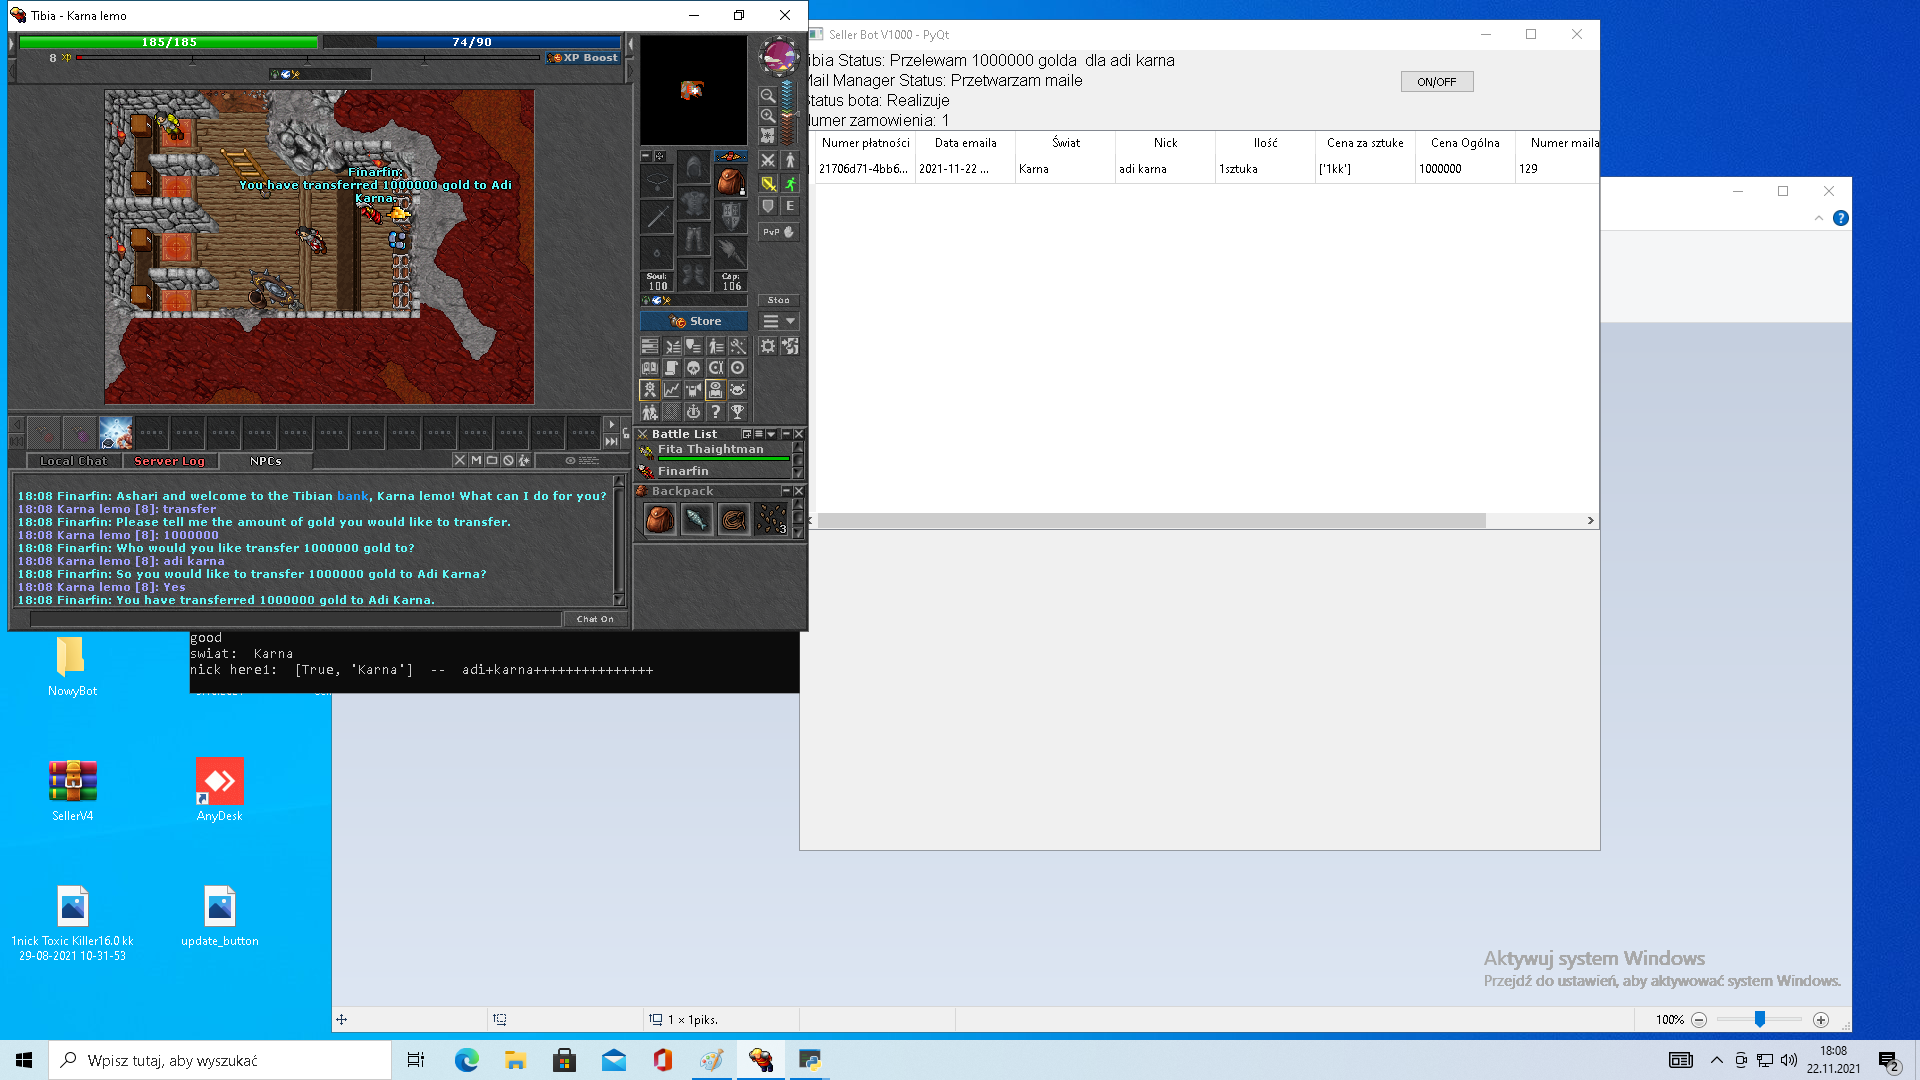 Tibia - Karna lemo
185/185
74/90
8
XP Boost
Finarfin:
You have transferred 1000000 gold to Adi
Karna.
Soul:
100
Cap:
106
Stop
Store
PvP
E
Battle List
Fita Thaightman
Finarfin
Backpack
3
Local Chat
Server Log
NPCs
18:08 Finarfin: Ashari and welcome to the Tibian bank, Karna lemo! What can I do for you?
18:08 Karna lemo [8]: transfer
18:08 Finarfin: Please tell me the amount of gold you would like to transfer.
18:08 Karna lemo [8]: 1000000
18:08 Finarfin: Who would you like transfer 1000000 gold to?
18:08 Karna lemo [8]: adi karna
18:08 Finarfin: So you would like to transfer 1000000 gold to Adi Karna?
18:08 Karna lemo [8]: Yes
18:08 Finarfin: You have transferred 1000000 gold to Adi Karna.
Chat On
good
swiat: Karna
nick here1: [True, 'Karna'] -- adi+karna+++++++++++++++
Seller Bot V1000 - PyQt
ibia Status: Przelewam 1000000 golda dla adi karna
Mail Manager Status: Przetwarzam maile
Status bota: Realizuje
Numer zamowienia: 1
ON/OFF
Numer płatności Data emaila Świat Nick Ilość Cena za sztuke Cena Ogólna Numer maila
21706d71-4bb6... 2021-11-22 ... Karna adi karna 1sztuka ['1kk'] 1000000 129
NowyBot
SellerV4
AnyDesk
1nick Toxic Killer16.0 kk
29-08-2021 10-31-53
update_button
Aktywuj system Windows
Przejdź do ustawień, aby aktywować system Windows.
1 × 1piks.
100%
Wpisz tutaj, aby wyszukać
18:08
22.11.2021
2